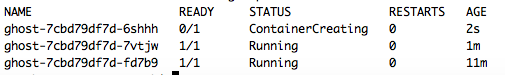 NAME READY STATUS RESTARTS AGE
ghost-7cbd79df7d-6shhh 0/1 ContainerCreating 0 2s
ghost-7cbd79df7d-7vtjw 1/1 Running 0 1m
ghost-7cbd79df7d-fd7b9 1/1 Running 0 11m